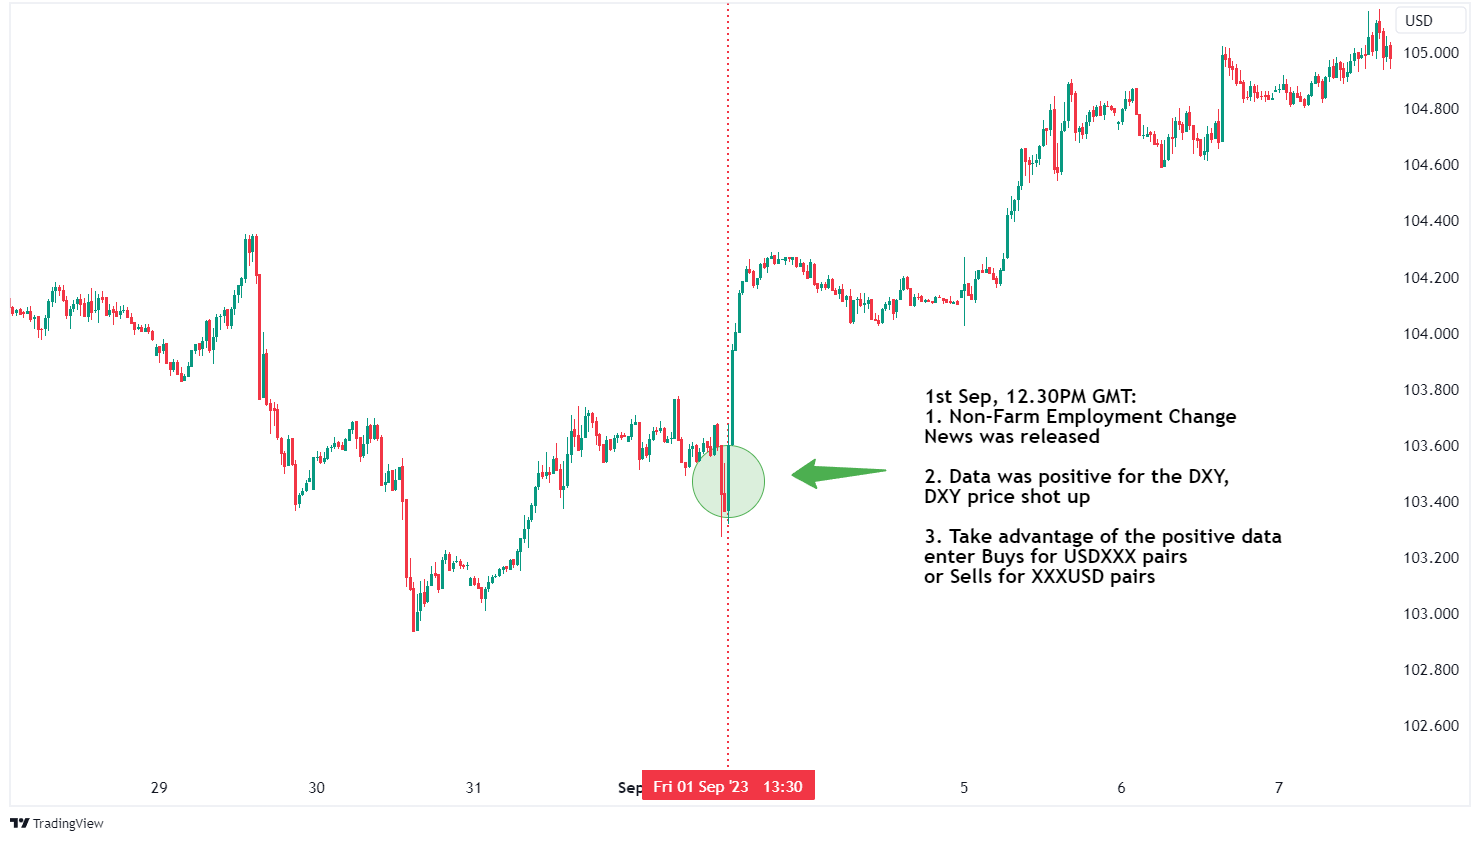 USD
105.000
104.800
104.600
104.400
104.200
104.000
103.800
103.600
103.400
103.200
103.000
102.800
102.600
1st Sep, 12.30PM GMT:
1. Non-Farm Employment Change
News was released
2. Data was positive for the DXY,
DXY price shot up
3. Take advantage of the positive data
enter Buys for USDXXX pairs
or Sells for XXXUSD pairs
29 30 31 Sep Fri 01 Sep '23 13:30 5 6 7
TradingView